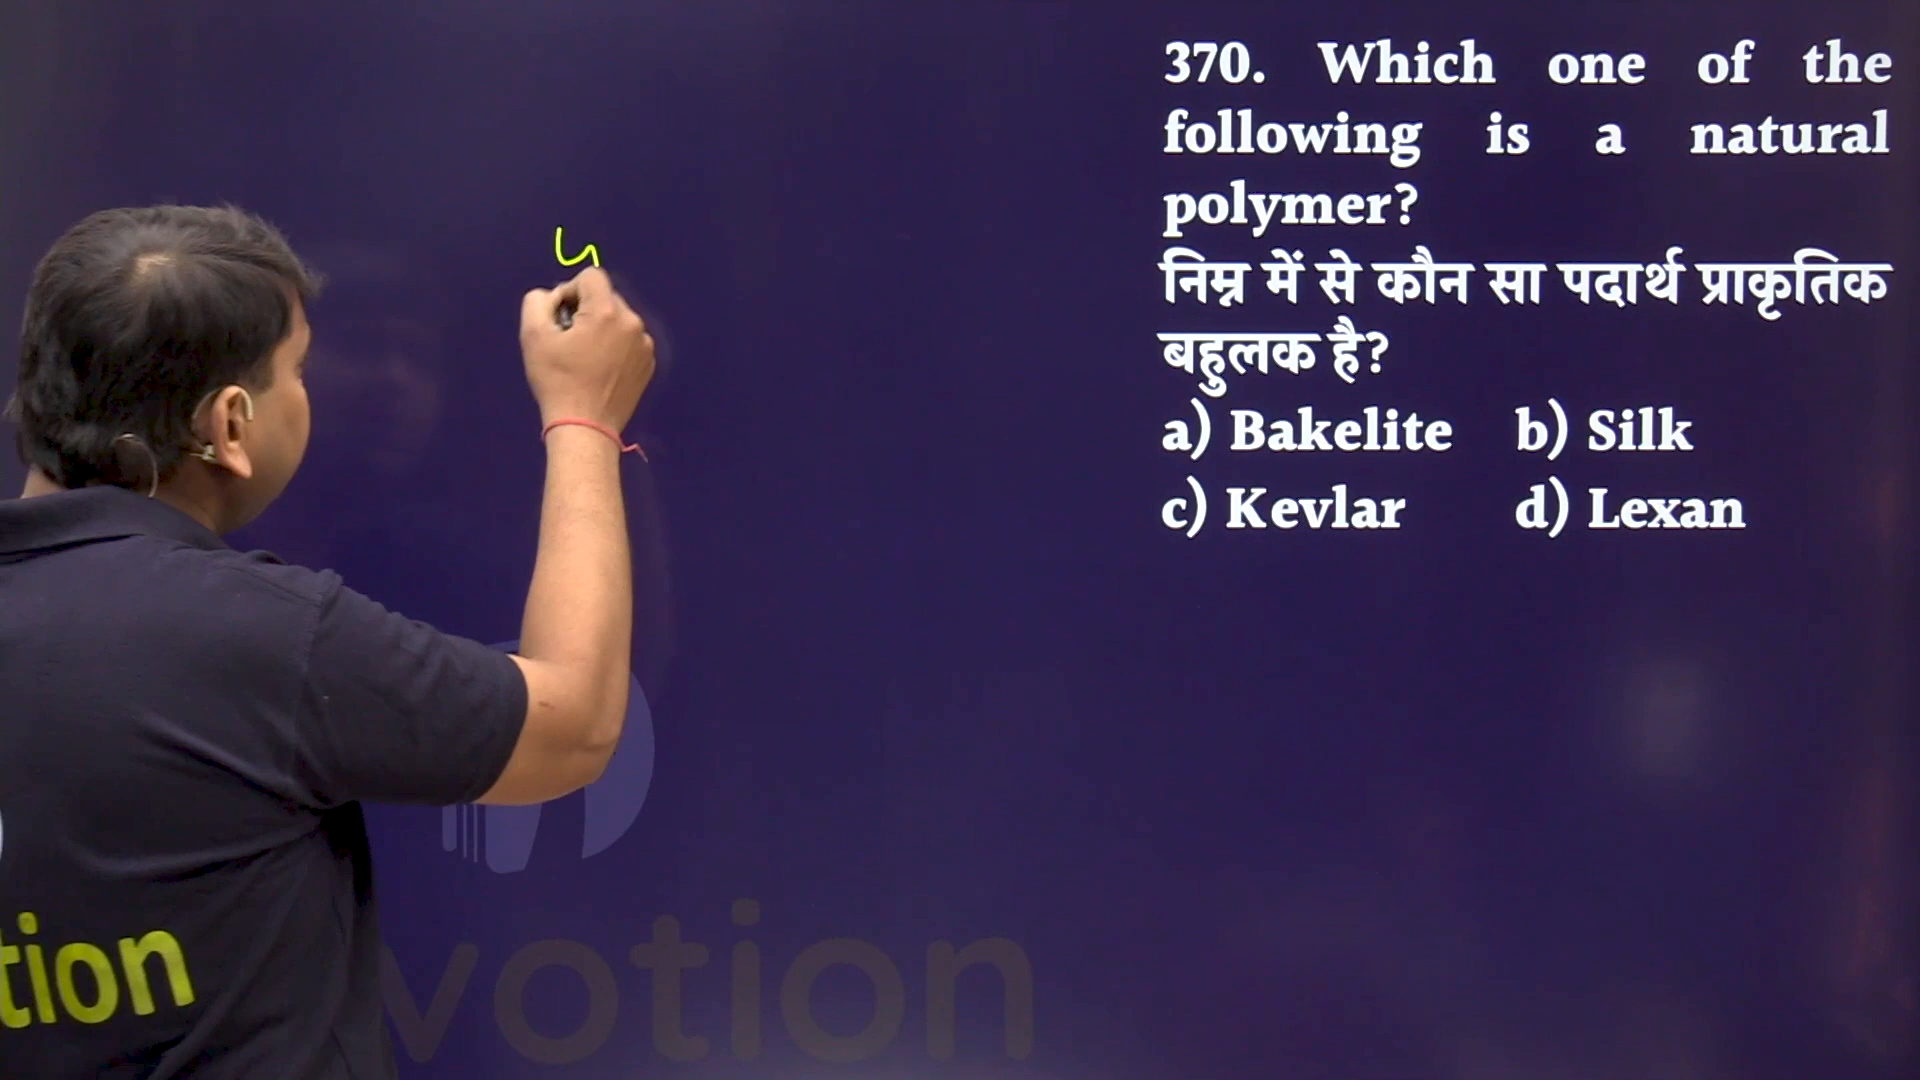 370. Which one of the
following is a natural
polymer?
निम्न में से कौन सा पदार्थ प्राकृतिक
बहुलक है?
a) Bakelite b) Silk
c) Kevlar d) Lexan
votion
tion